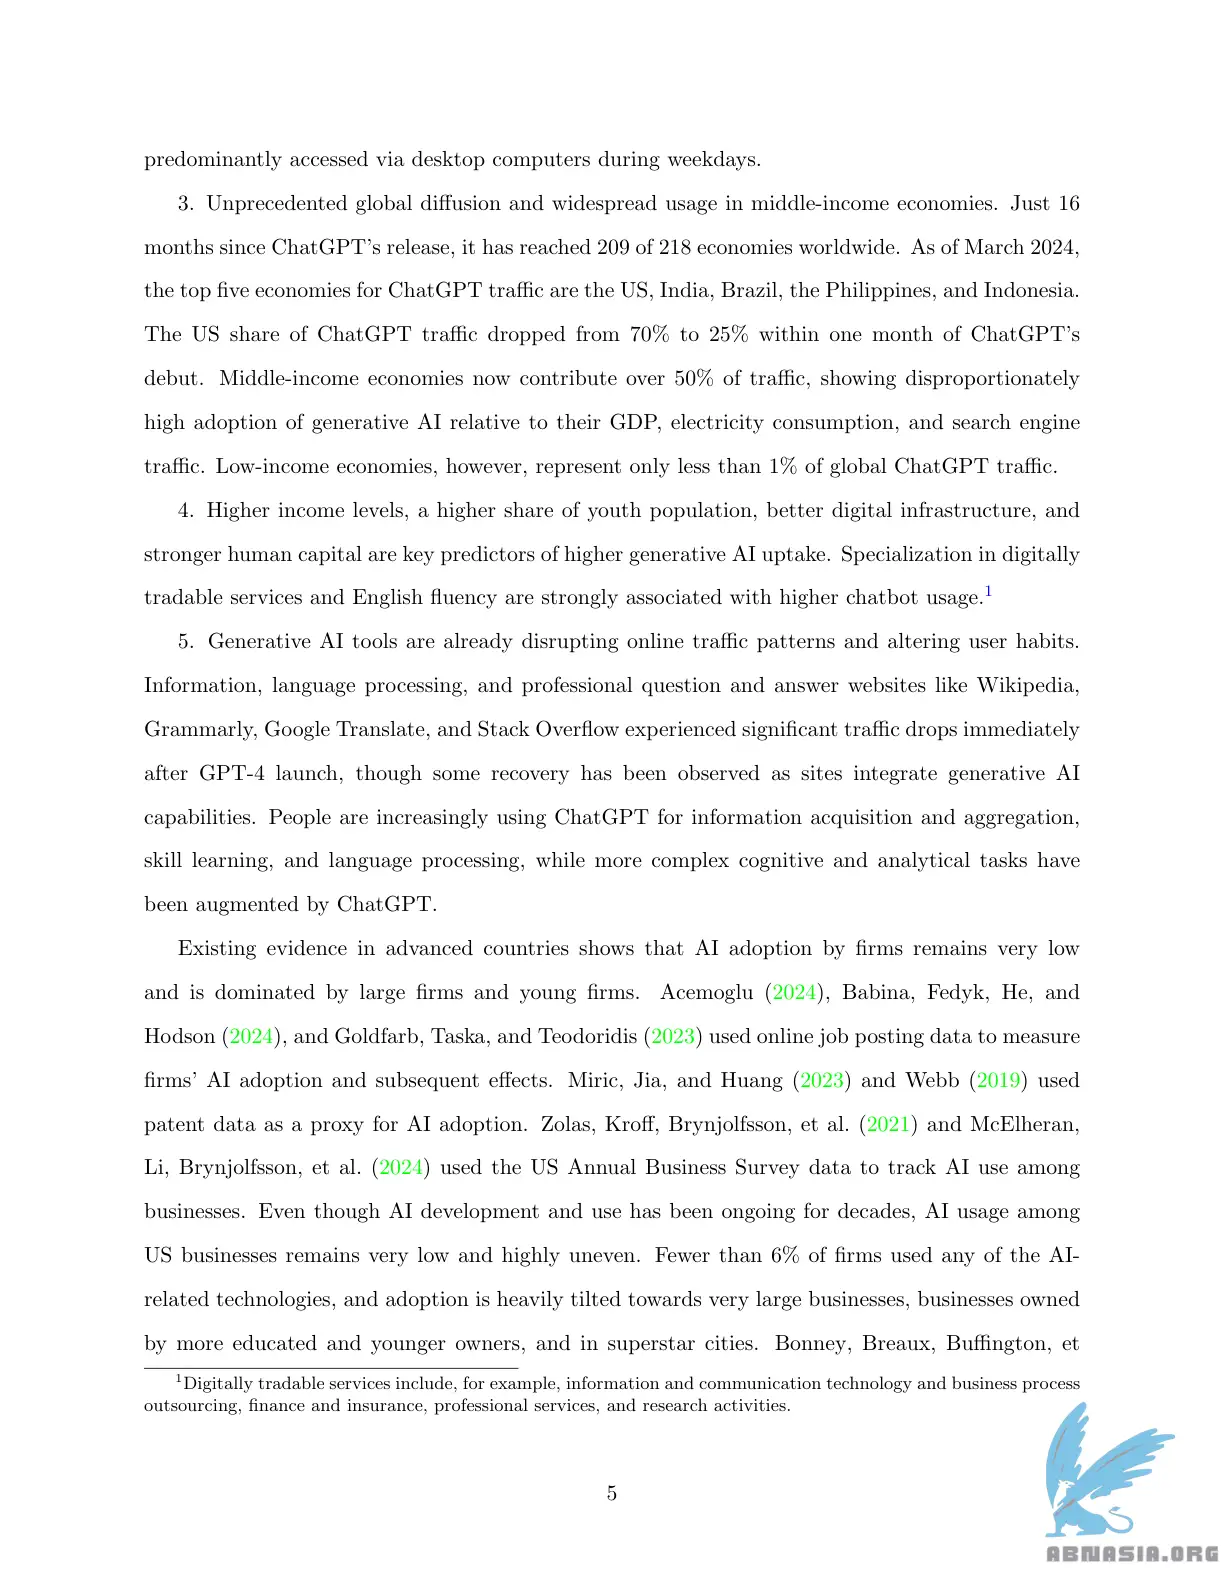 predominantly accessed via desktop computers during weekdays.
3. Unprecedented global diffusion and widespread usage in middle-income economies. Just 16
months since ChatGPT's release, it has reached 209 of 218 economies worldwide. As of March 2024,
the top five economies for ChatGPT traffic are the US, India, Brazil, the Philippines, and Indonesia.
The US share of ChatGPT traffic dropped from 70% to 25% within one month of ChatGPT's
debut. Middle-income economies now contribute over 50% of traffic, showing disproportionately
high adoption of generative AI relative to their GDP, electricity consumption, and search engine
traffic. Low-income economies, however, represent only less than 1% of global ChatGPT traffic.
4. Higher income levels, a higher share of youth population, better digital infrastructure, and
stronger human capital are key predictors of higher generative AI uptake. Specialization in digitally
tradable services and English fluency are strongly associated with higher chatbot usage.1
5. Generative AI tools are already disrupting online traffic patterns and altering user habits.
Information, language processing, and professional question and answer websites like Wikipedia,
Grammarly, Google Translate, and Stack Overflow experienced significant traffic drops immediately
after GPT-4 launch, though some recovery has been observed as sites integrate generative AI
capabilities. People are increasingly using ChatGPT for information acquisition and aggregation,
skill learning, and language processing, while more complex cognitive and analytical tasks have
been augmented by ChatGPT.
Existing evidence in advanced countries shows that AI adoption by firms remains very low
and is dominated by large firms and young firms. Acemoglu (2024), Babina, Fedyk, He, and
Hodson (2024), and Goldfarb, Taska, and Teodoridis (2023) used online job posting data to measure
firms' AI adoption and subsequent effects. Miric, Jia, and Huang (2023) and Webb (2019) used
patent data as a proxy for AI adoption. Zolas, Kroff, Brynjolfsson, et al. (2021) and McElheran,
Li, Brynjolfsson, et al. (2024) used the US Annual Business Survey data to track AI use among
businesses. Even though AI development and use has been ongoing for decades, AI usage among
US businesses remains very low and highly uneven. Fewer than 6% of firms used any of the AI-
related technologies, and adoption is heavily tilted towards very large businesses, businesses owned
by more educated and younger owners, and in superstar cities. Bonney, Breaux, Buffington, et
1Digitally tradable services include, for example, information and communication technology and business process
outsourcing, finance and insurance, professional services, and research activities.
5
ABNASIA.ORG